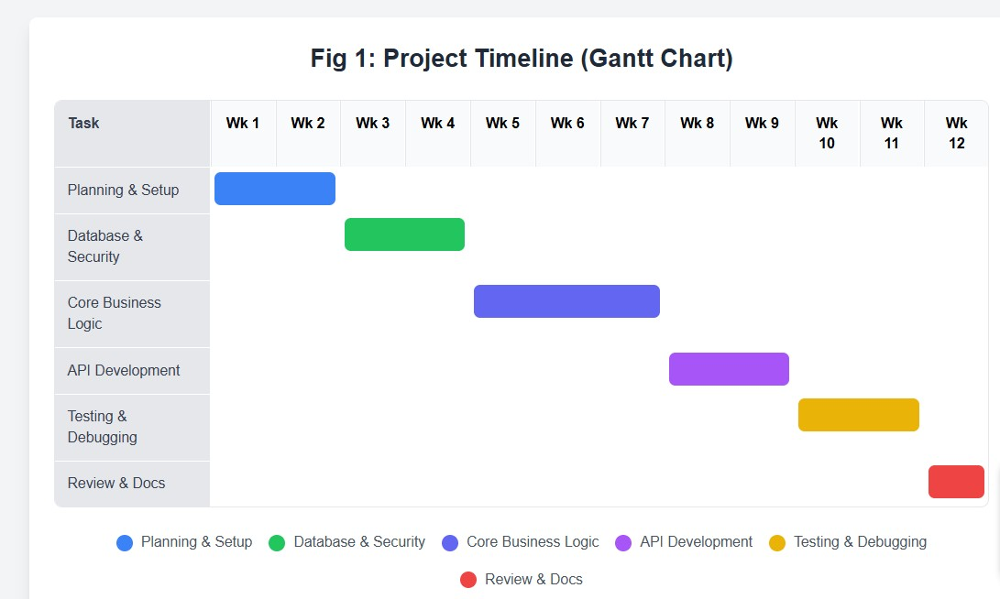 Fig 1: Project Timeline (Gantt Chart)
Task Wk 1 Wk 2 Wk 3 Wk 4 Wk 5 Wk 6 Wk 7 Wk 8 Wk 9 Wk 10 Wk 11 Wk 12
Planning & Setup
Database &
Security
Core Business
Logic
API Development
Testing &
Debugging
Review & Docs
Planning & Setup Database & Security Core Business Logic API Development Testing & Debugging
Review & Docs